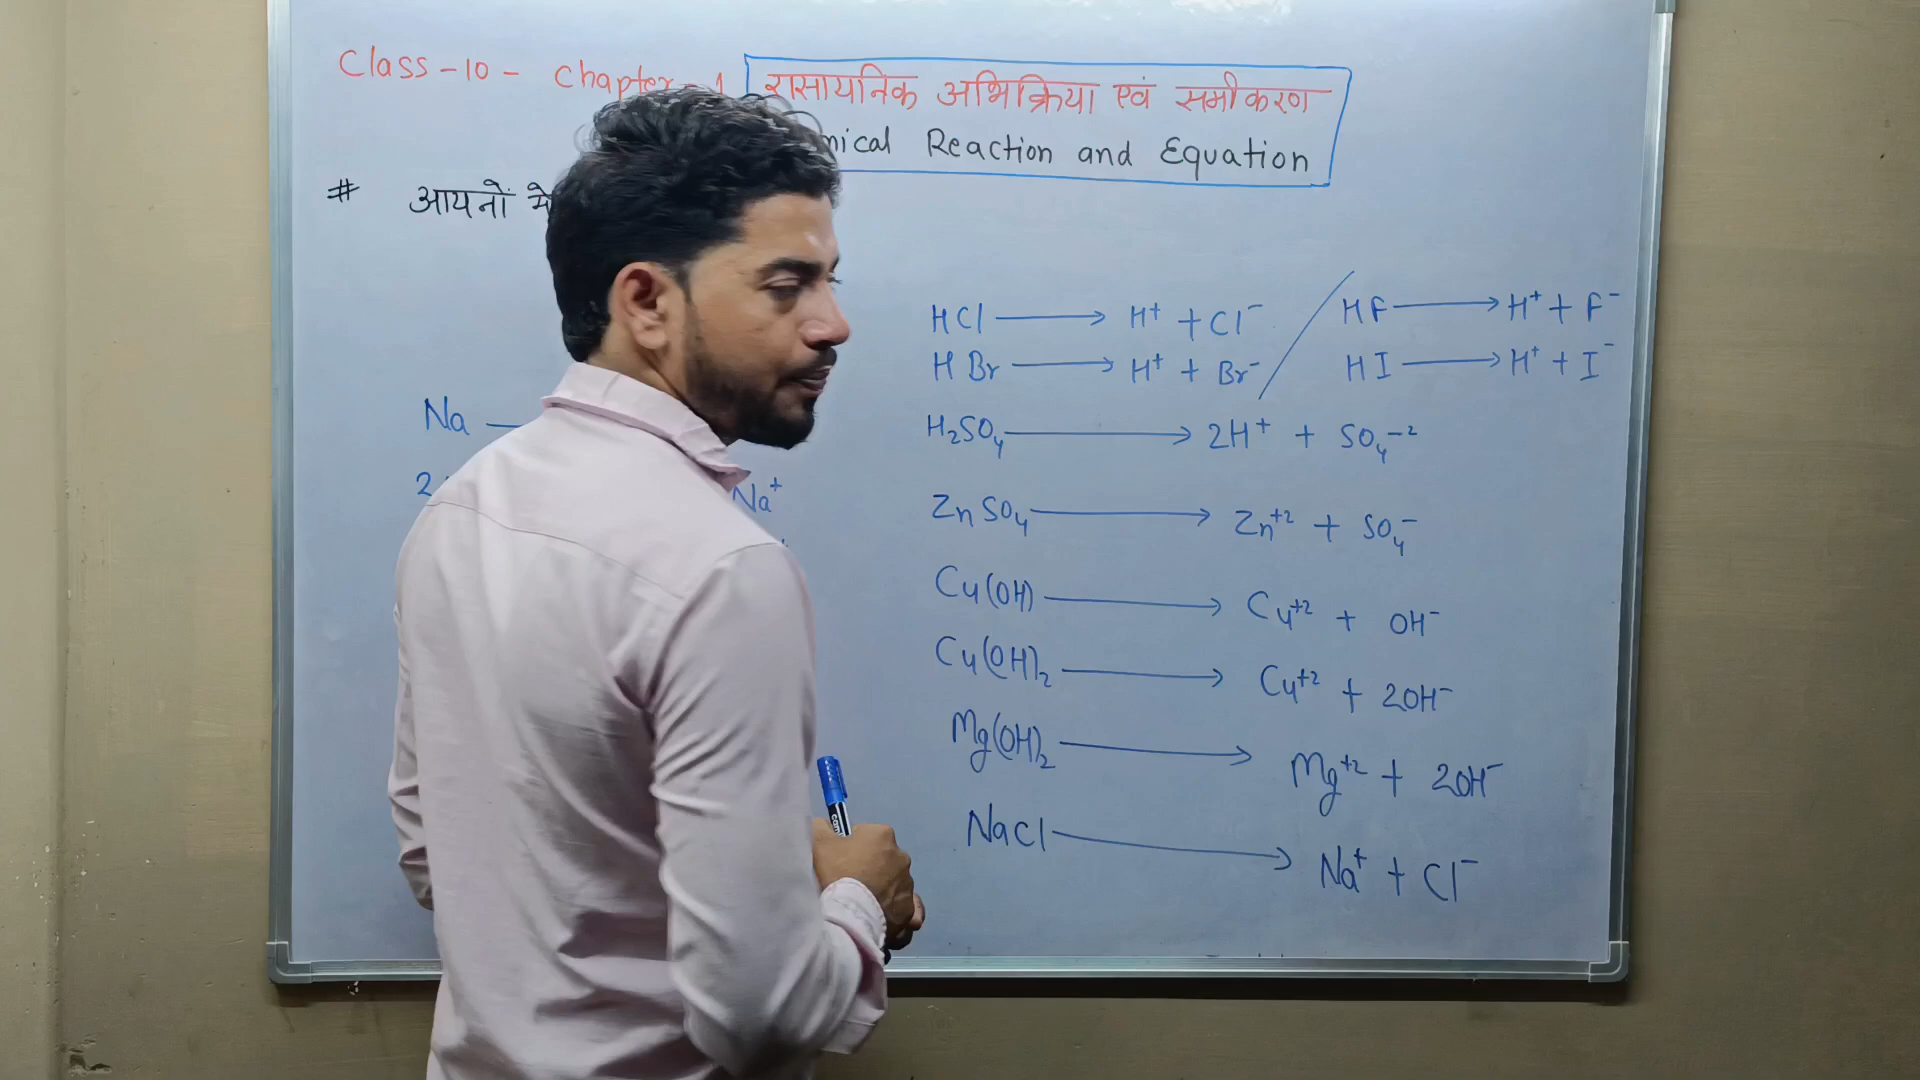 Class-10- Chapter-1 रासायनिक अभिक्रिया एवं समीकरण
mical Reaction and Equation
# आयनों मे
HCl → H⁺ + Cl⁻ / HF → H⁺ + F⁻
HBr → H⁺ + Br⁻ HI → H⁺ + I⁻
Na
H₂SO₄ → 2H⁺ + SO₄⁻²
2 Na⁺
ZnSO₄ → Zn⁺² + SO₄⁻
Cu(OH) → Cu⁺² + OH⁻
Cu(OH)₂ → Cu⁺² + 2OH⁻
Mg(OH)₂ → Mg⁺² + 2OH⁻
NaCl → Na⁺ + Cl⁻